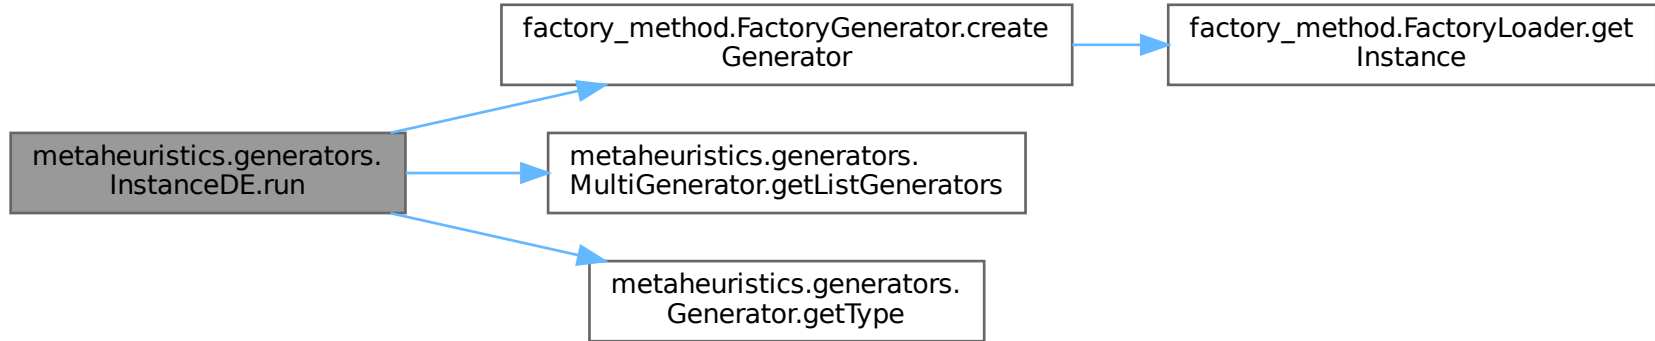 factory_method.FactoryGenerator.create
Generator
factory_method.FactoryLoader.get
Instance
metaheuristics.generators.
InstanceDE.run
metaheuristics.generators.
MultiGenerator.getListGenerators
metaheuristics.generators.
Generator.getType